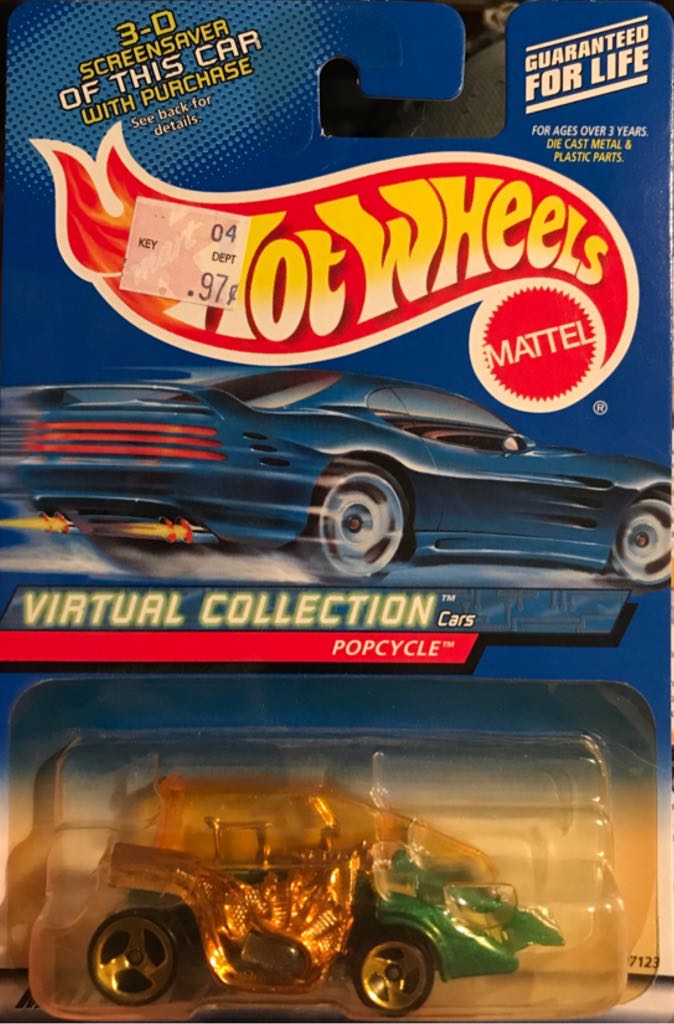 3-D
SCREENSAVER
OF THIS CAR
WITH PURCHASE
See back for
details.
GUARANTEED
FOR LIFE
FOR AGES OVER 3 YEARS.
DIE CAST METAL &
PLASTIC PARTS.
HOT WHEELS
04
KEY DEPT
.97¢
MATTEL
®
VIRTUAL COLLECTION™
Cars
POPCYCLE™
7123